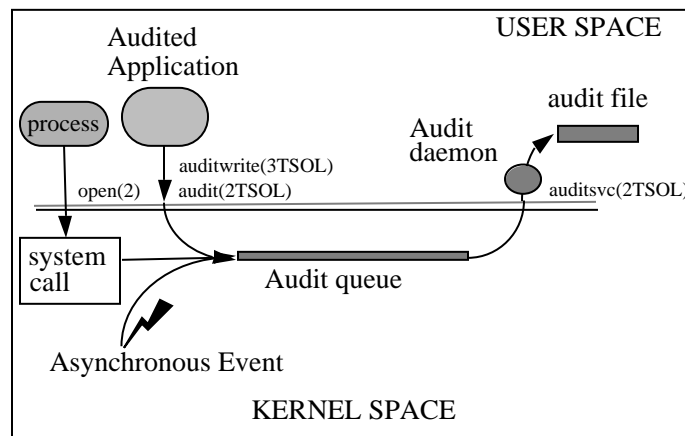 USER SPACE
Audited
Application
audit file
process
Audit
daemon
auditwrite(3TSOL)
open(2)
audit(2TSOL)
auditsvc(2TSOL)
system
call
Audit queue
Asynchronous Event
KERNEL SPACE